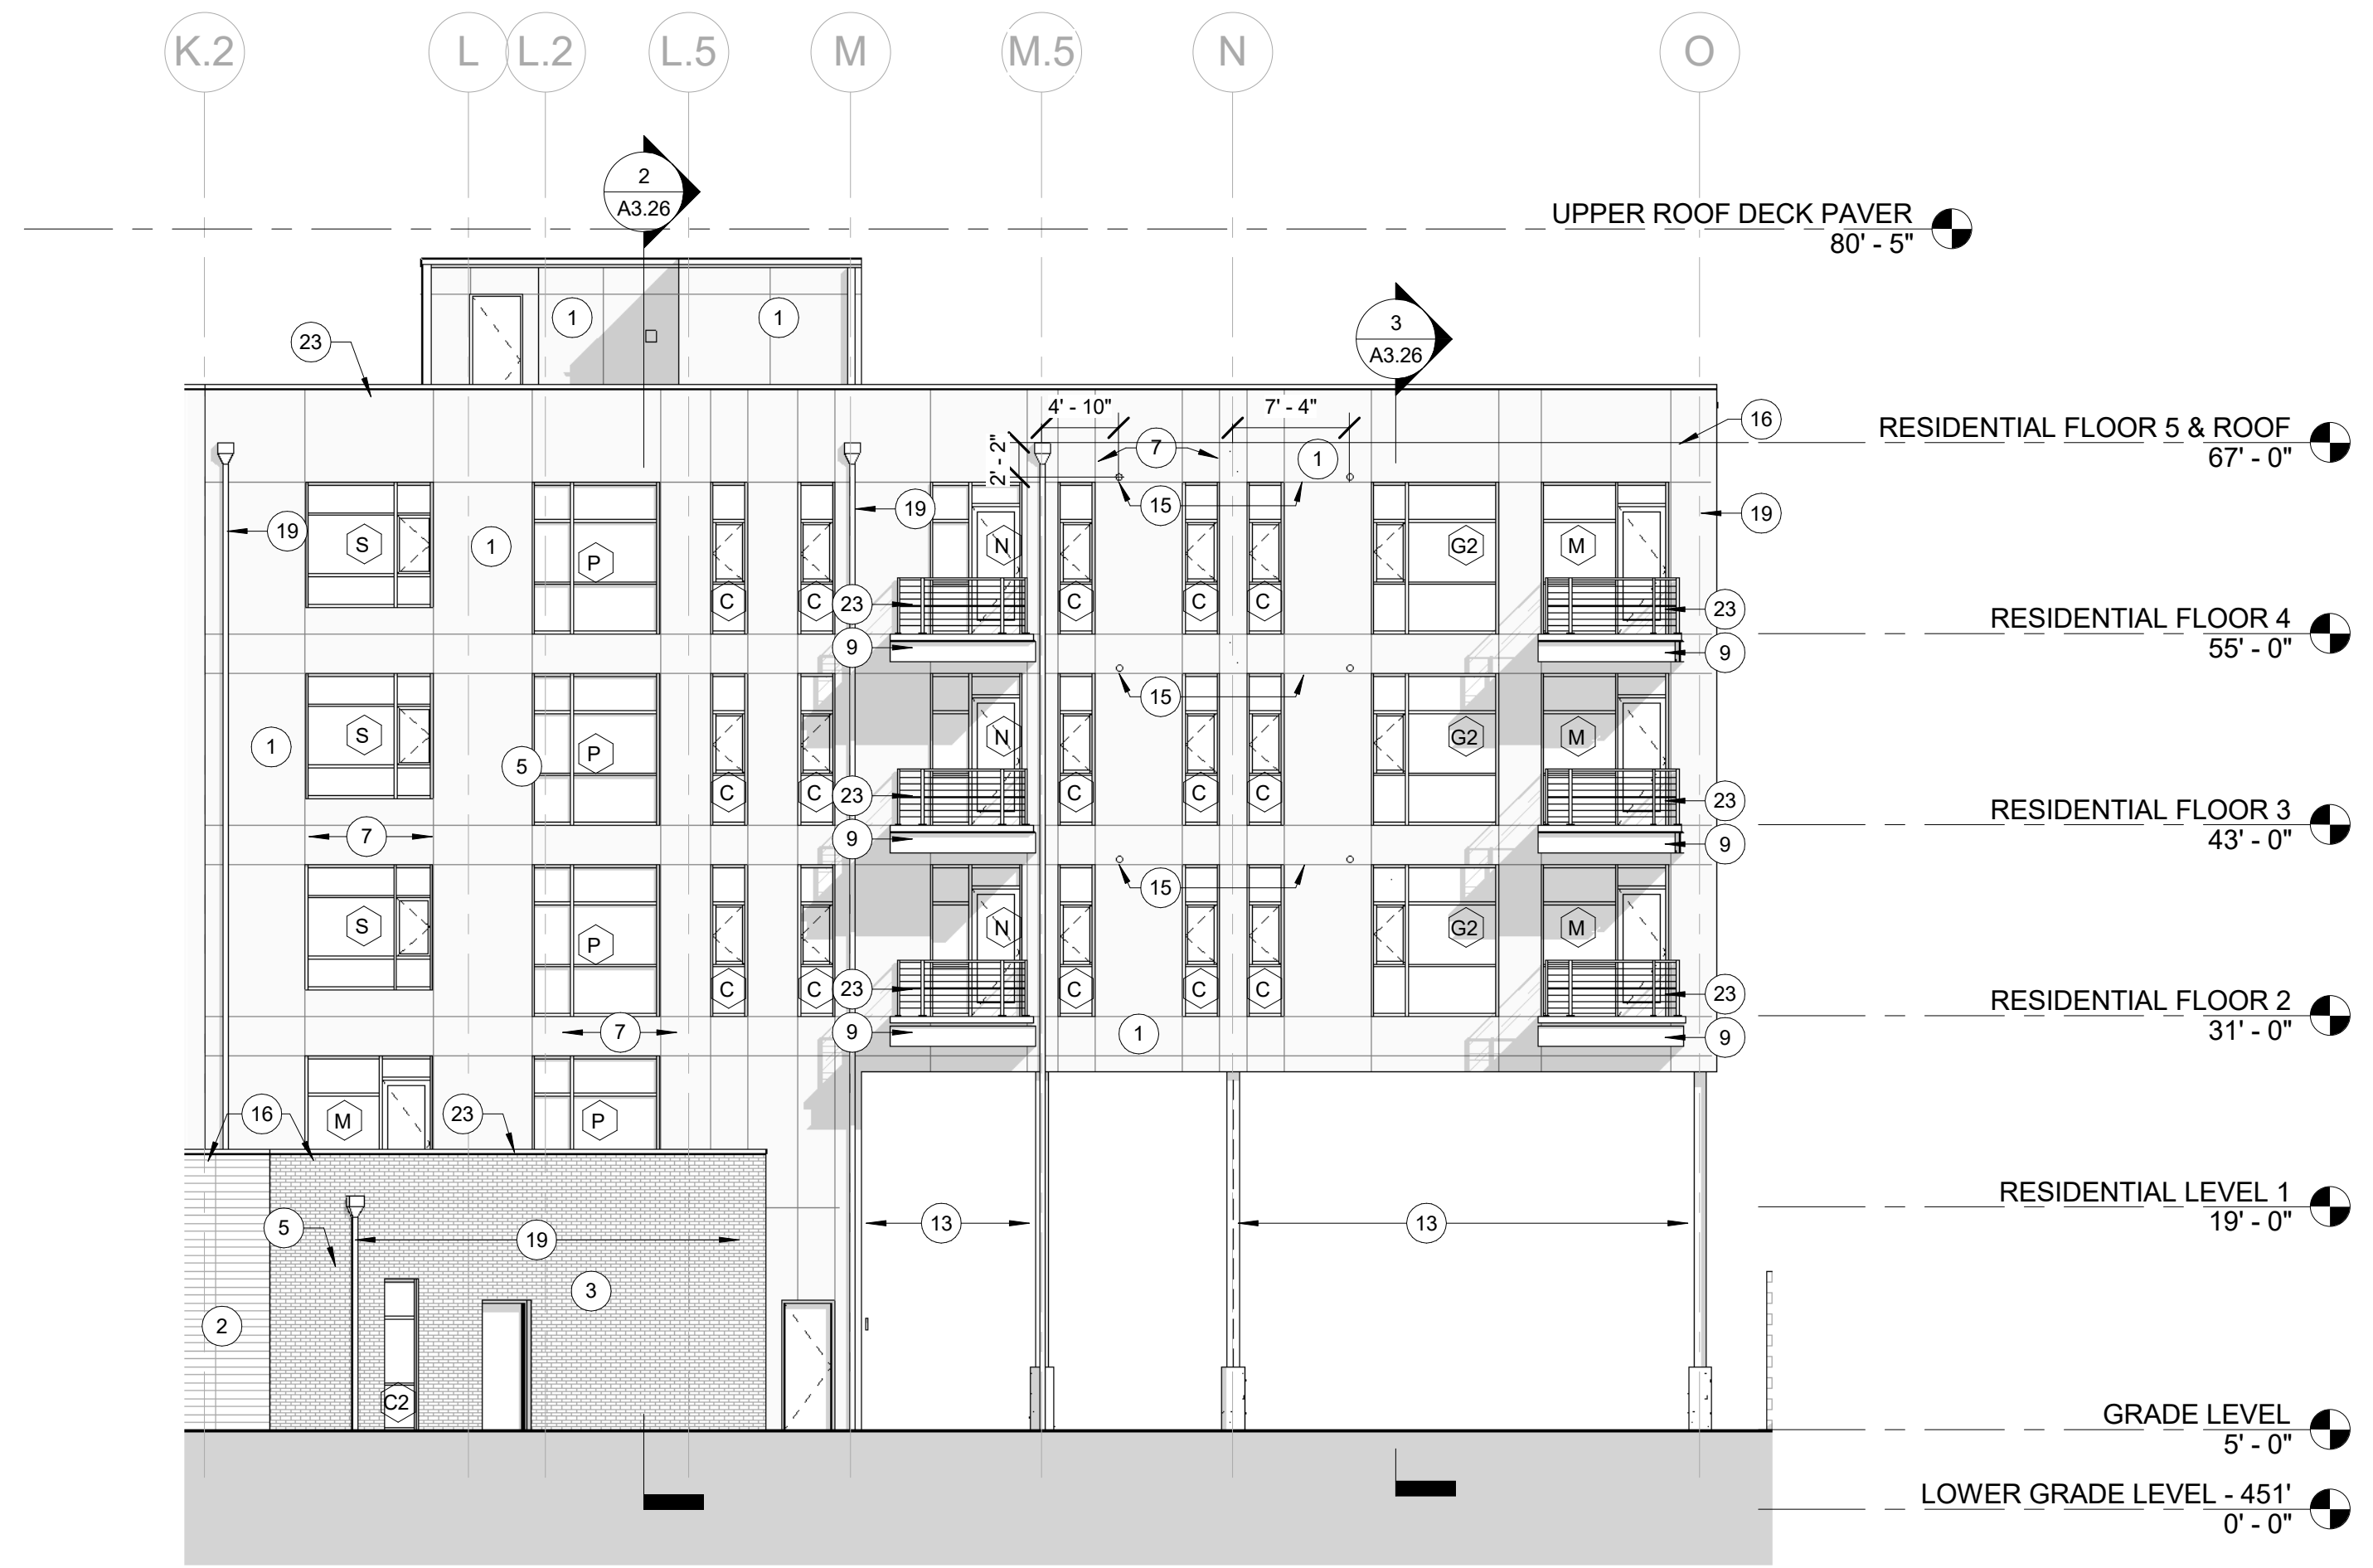 K.2
L
L.2
L.5
M
M.5
N
O
2
A3.26
UPPER ROOF DECK PAVER
80' - 5"
1
1
3
A3.26
23
4' - 10"
7' - 4"
16
RESIDENTIAL FLOOR 5 & ROOF
67' - 0"
7
1
2' - 2"
19
S
1
P
19
15
19
N
G2
M
C
C
23
C
C
C
23
RESIDENTIAL FLOOR 4
55' - 0"
9
9
15
1
S
5
P
N
G2
M
C
C
23
C
C
C
23
RESIDENTIAL FLOOR 3
43' - 0"
7
9
9
15
S
P
N
G2
M
C
C
23
C
C
C
23
RESIDENTIAL FLOOR 2
31' - 0"
7
9
1
9
16
M
23
P
RESIDENTIAL LEVEL 1
19' - 0"
5
19
13
13
3
2
C2
GRADE LEVEL
5' - 0"
LOWER GRADE LEVEL - 451'
0' - 0"